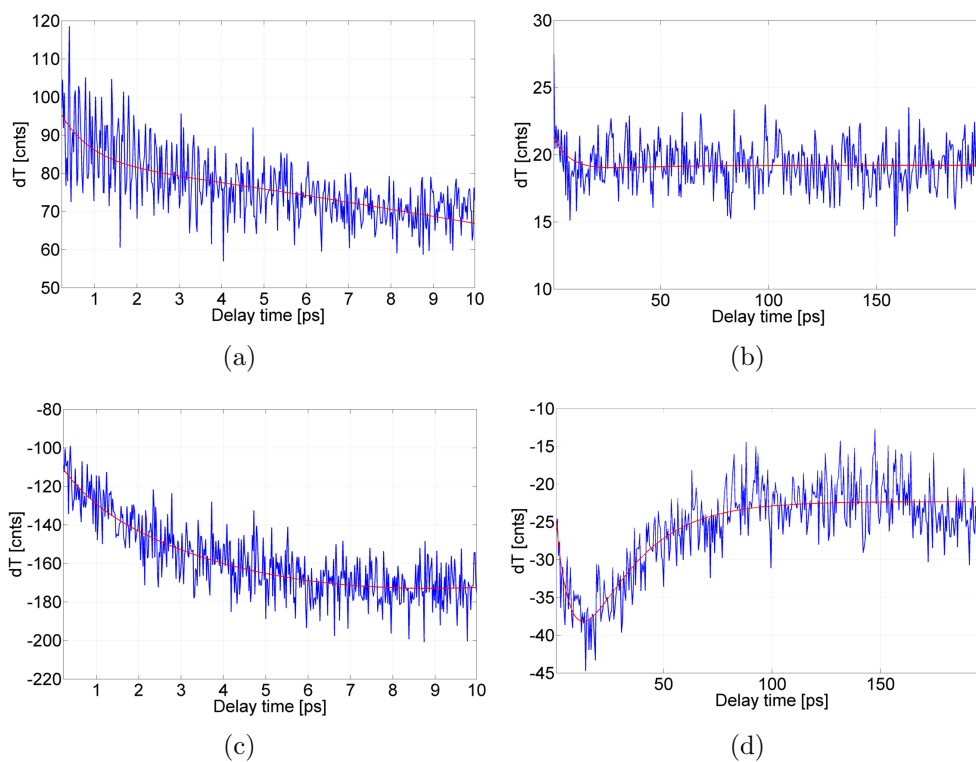 120
110
100
90
80
70
60
50
dT [cnts]
1 2 3 4 5 6 7 8 9 10
Delay time [ps]
(a)
30
25
20
15
10
dT [cnts]
50 100 150
Delay time [ps]
(b)
-80
-100
-120
-140
-160
-180
-200
-220
dT [cnts]
1 2 3 4 5 6 7 8 9 10
Delay time [ps]
(c)
-10
-15
-20
-25
-30
-35
-40
-45
dT [cnts]
50 100 150
Delay time [ps]
(d)